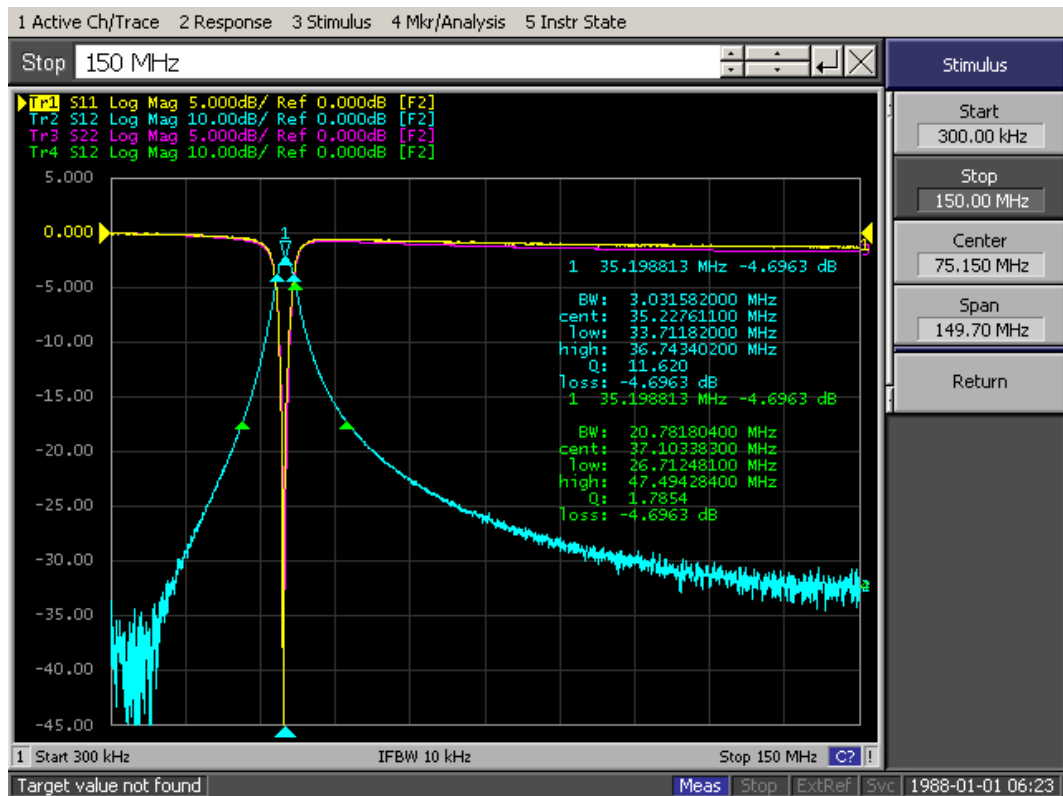 1 Active Ch/Trace 2 Response 3 Stimulus 4 Mkr/Analysis 5 Instr State
Stop 150 MHz
Stimulus
Start
300.00 kHz
Stop
150.00 MHz
Center
75.150 MHz
Span
149.70 MHz
Return
Tr1 S11 Log Mag 5.000dB/ Ref 0.000dB [F2]
Tr2 S12 Log Mag 10.00dB/ Ref 0.000dB [F2]
Tr3 S22 Log Mag 5.000dB/ Ref 0.000dB [F2]
Tr4 S12 Log Mag 10.00dB/ Ref 0.000dB [F2]
5.000
0.000
-5.000
-10.00
-15.00
-20.00
-25.00
-30.00
-35.00
-40.00
-45.00
1
1 35.198813 MHz -4.6963 dB
BW: 3.031582000 MHz
cent: 35.22761100 MHz
low: 33.71182000 MHz
high: 36.74340200 MHz
Q: 11.620
loss: -4.6963 dB
1 35.198813 MHz -4.6963 dB
BW: 20.78180400 MHz
cent: 37.10338300 MHz
low: 26.71248100 MHz
high: 47.49428400 MHz
Q: 1.7854
loss: -4.6963 dB
1 Start 300 kHz IFBW 10 kHz Stop 150 MHz C? !
Target value not found Meas Stop ExtRef Svc 1988-01-01 06:23